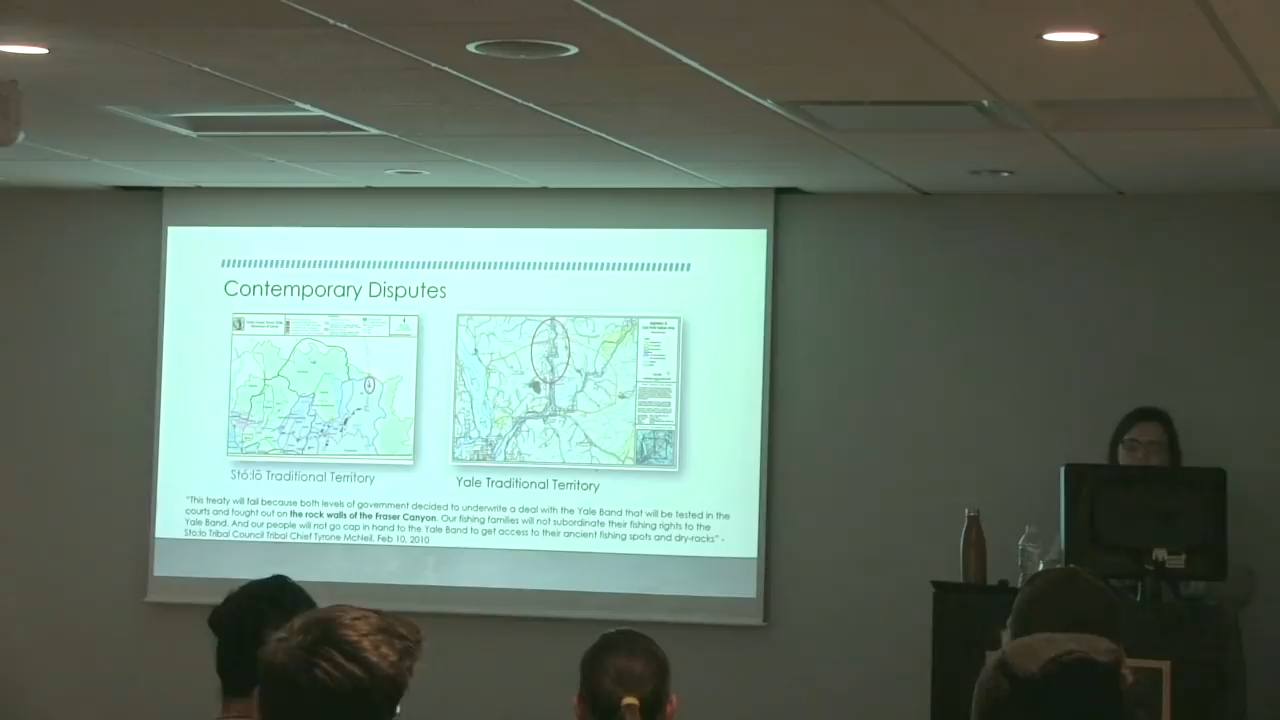 Contemporary Disputes
Stó:lō Traditional Territory
Yale Traditional Territory
"This treaty will fail because both levels of government decided to underwrite a deal with the Yale Band that will be tested in the
courts and fought out on the rock walls of the Fraser Canyon. Our fishing families will not subordinate their fishing rights to the
Yale Band. And our people will not go cap in hand to the Yale Band to get access to their ancient fishing spots and dry-racks" -
Sto:lo Tribal Council Tribal Chief Tyrone McNeil, Feb 10, 2010